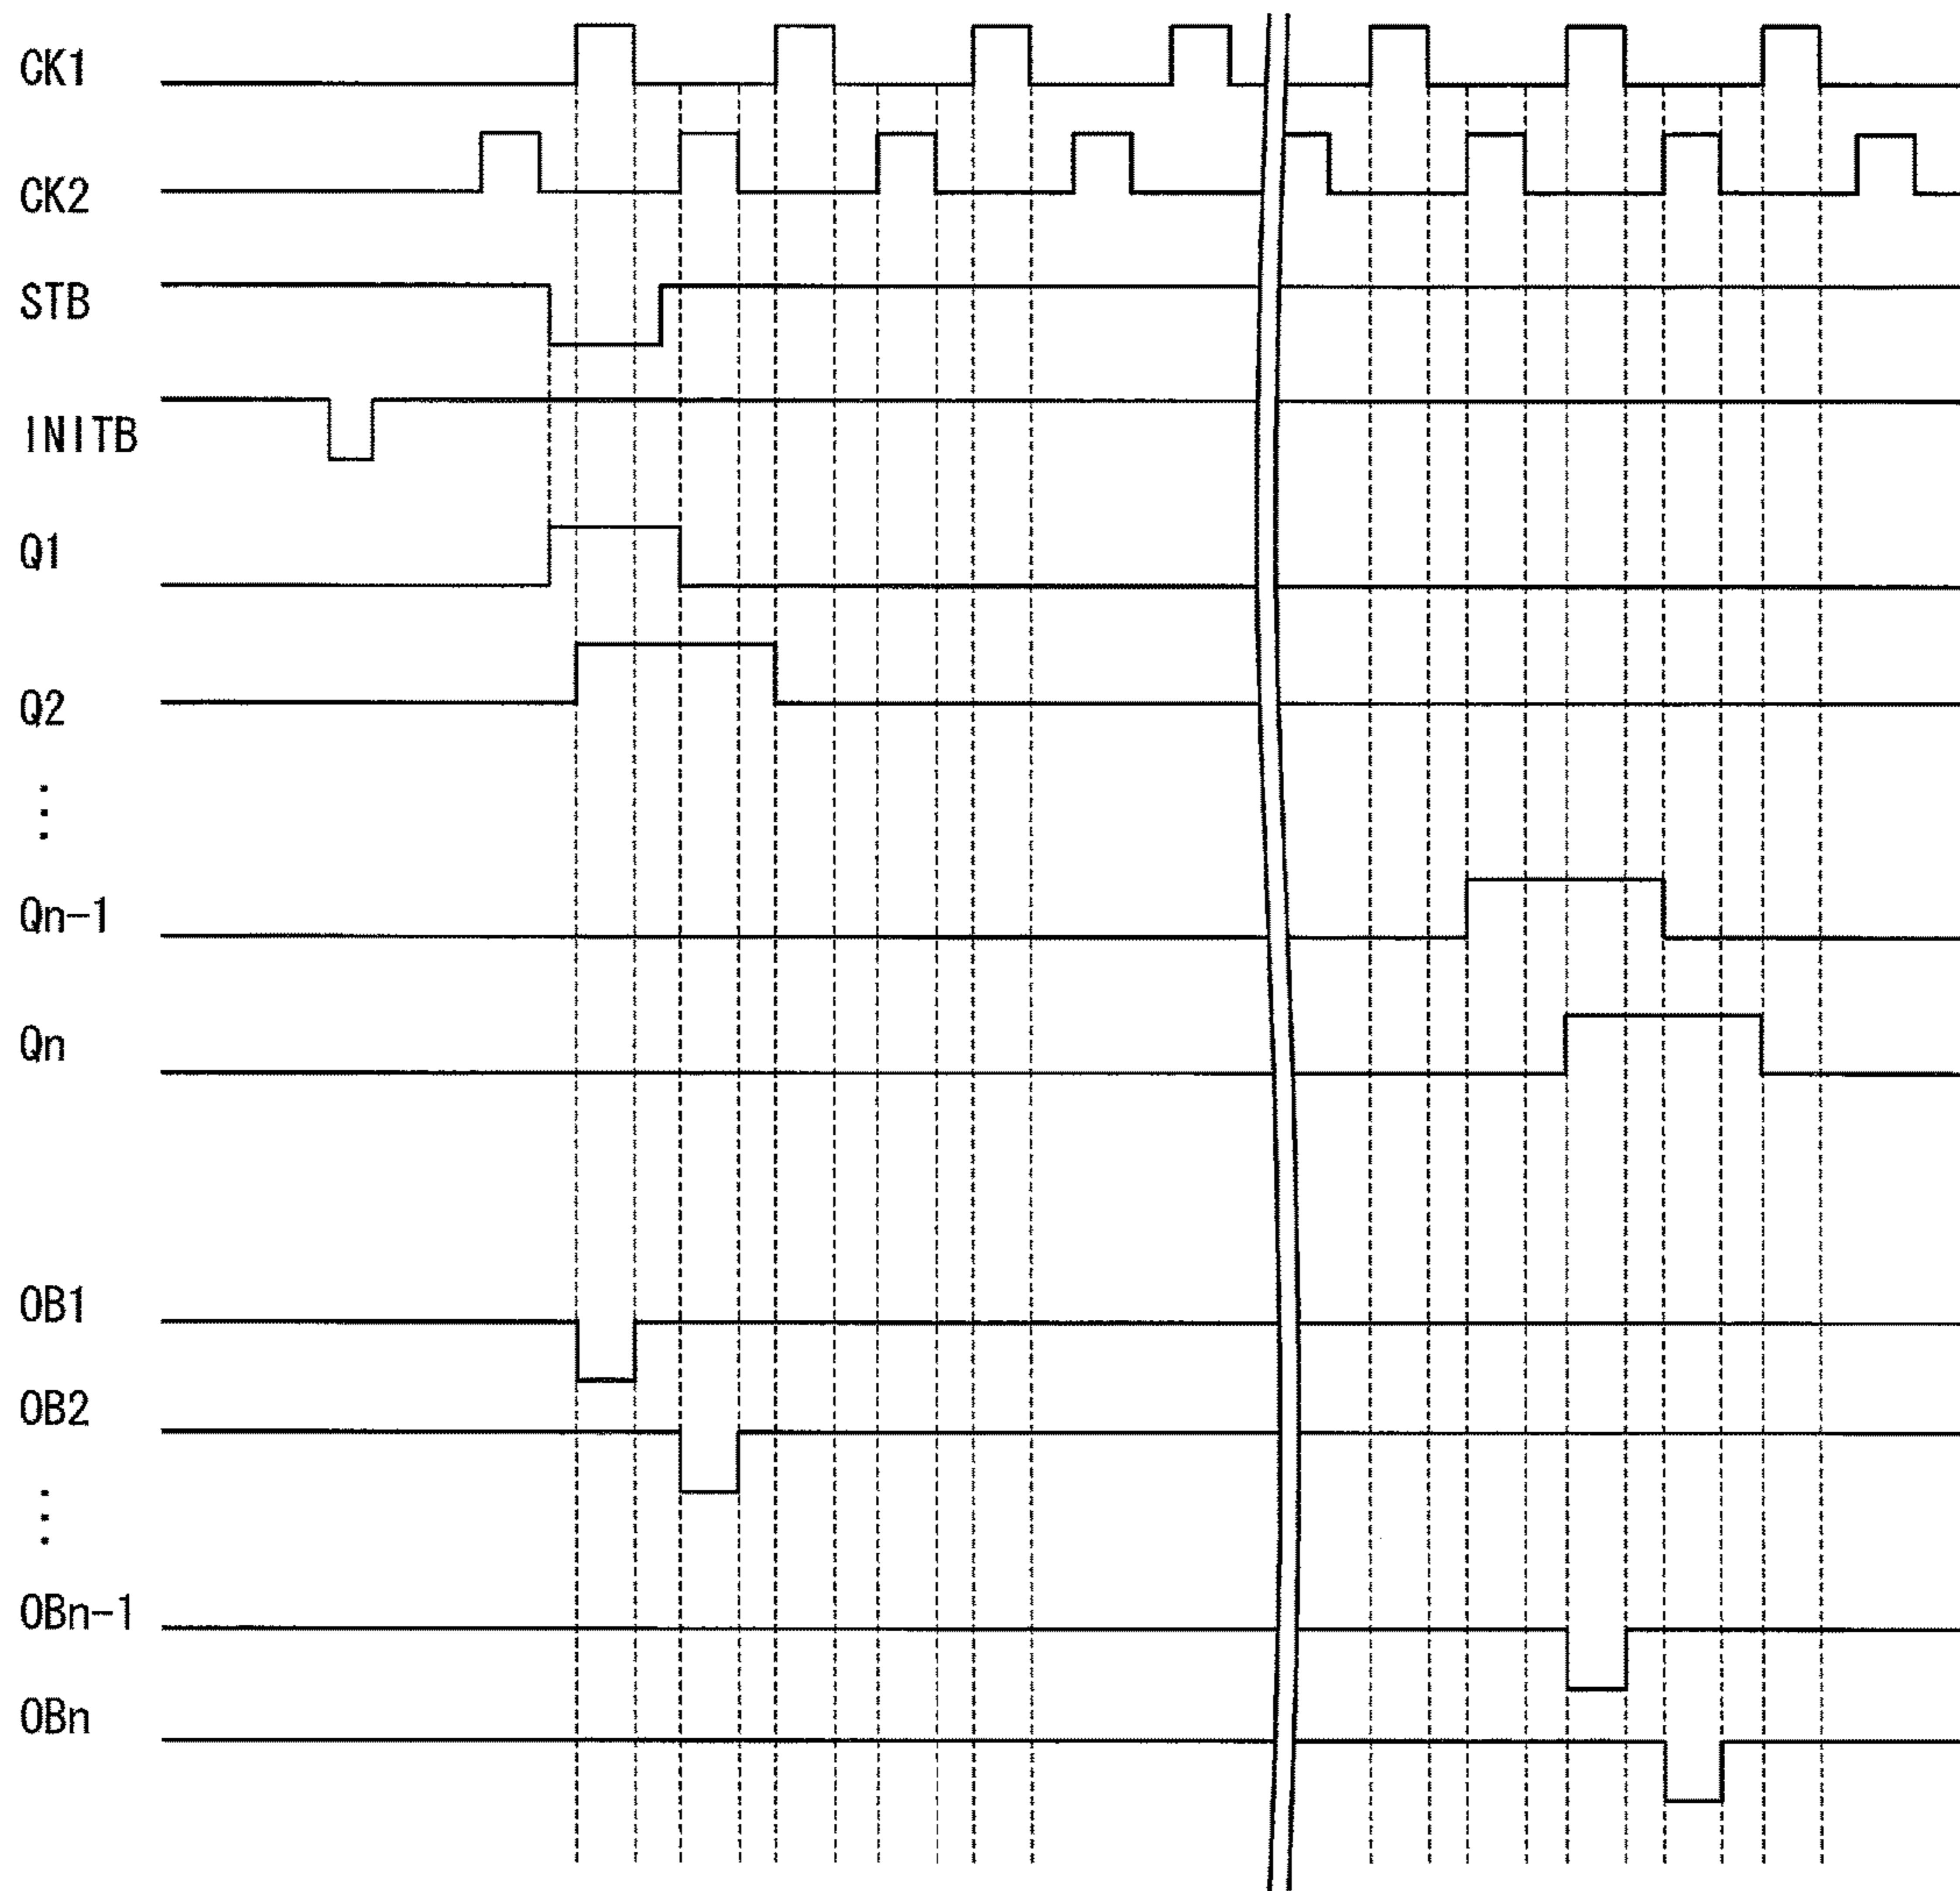 CK1
CK2
STB
INITB
Q1
Q2
⋮
Qn-1
Qn
OB1
OB2
⋮
OBn-1
OBn